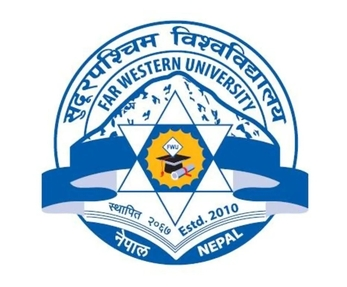 सुदूरपश्चिम विश्वविद्यालय
FAR WESTERN UNIVERSITY
FWU
स्थापित २०६७
Estd. 2010
नेपाल
NEPAL